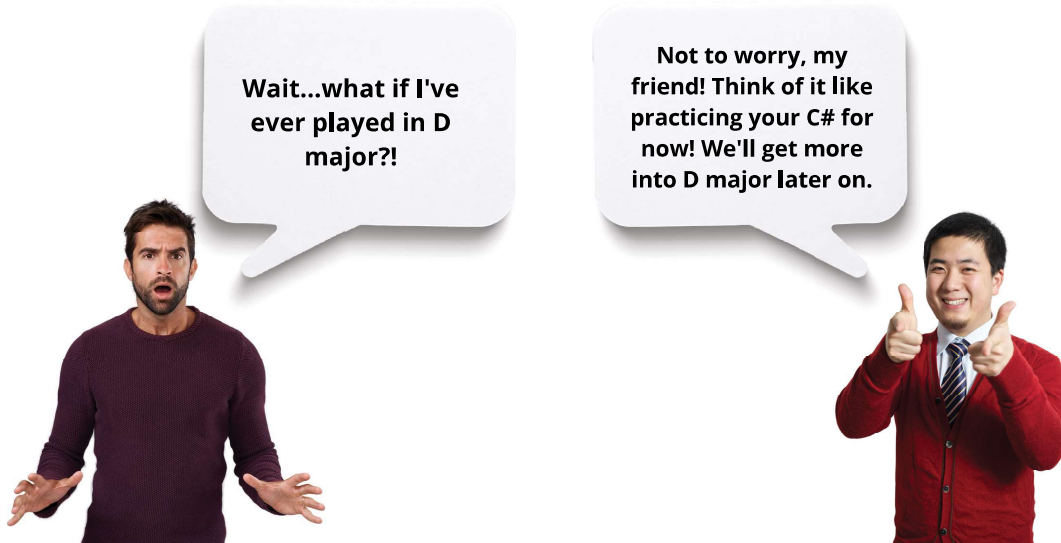 Wait...what if I've
ever played in D
major?!
Not to worry, my
friend! Think of it like
practicing your C# for
now! We'll get more
into D major later on.